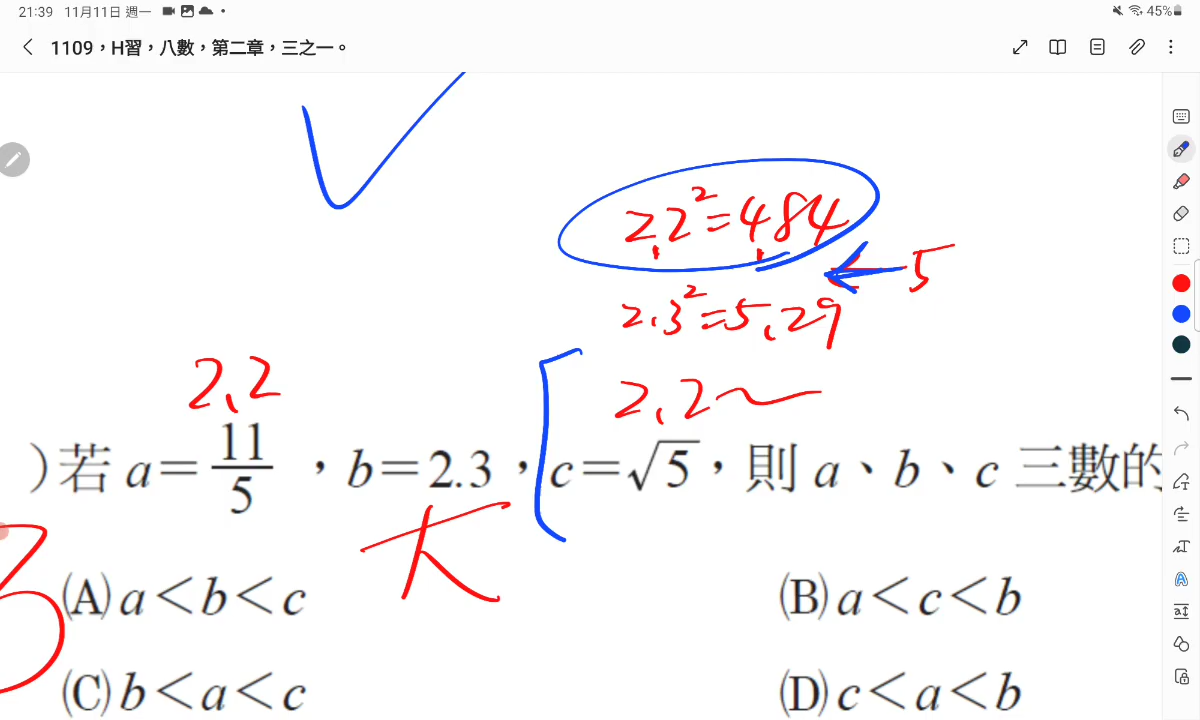 21:39 11月11日 週一 45%
1109，H習，八數，第二章，三之一。
2.2²=4.84
5
2.3²=5.29
2.2 2.2~
)若 a=11/5，b=2.3，c=√5，則 a、b、c 三數的
大
(A) a<b<c (B) a<c<b
(C) b<a<c (D) c<a<b